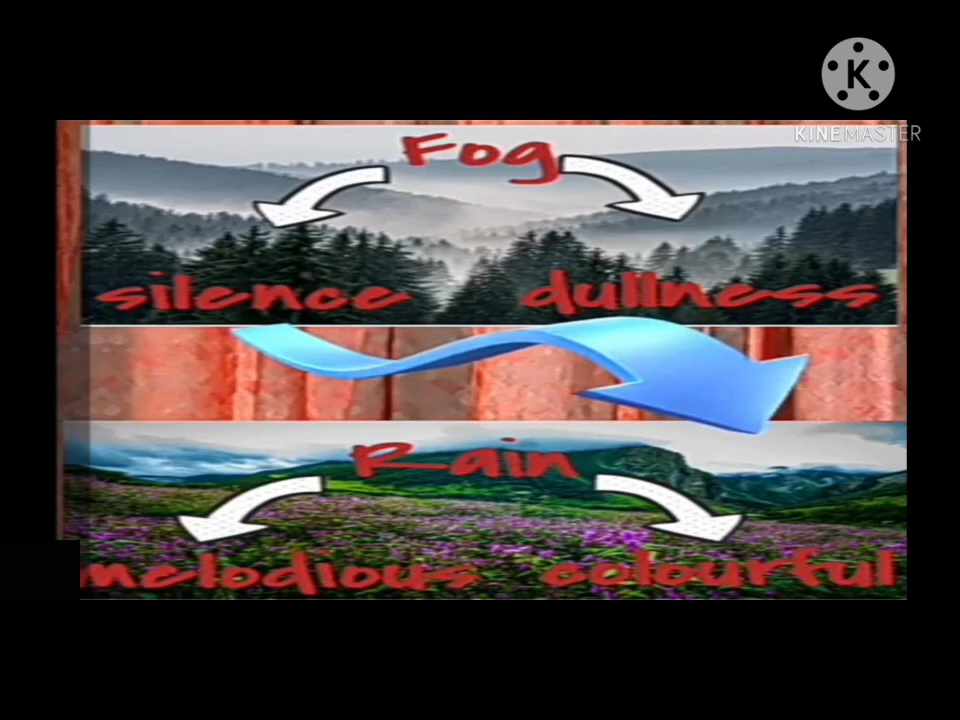 K
KINEMASTER
Fog
silence dullness
Rain
melodious colourful